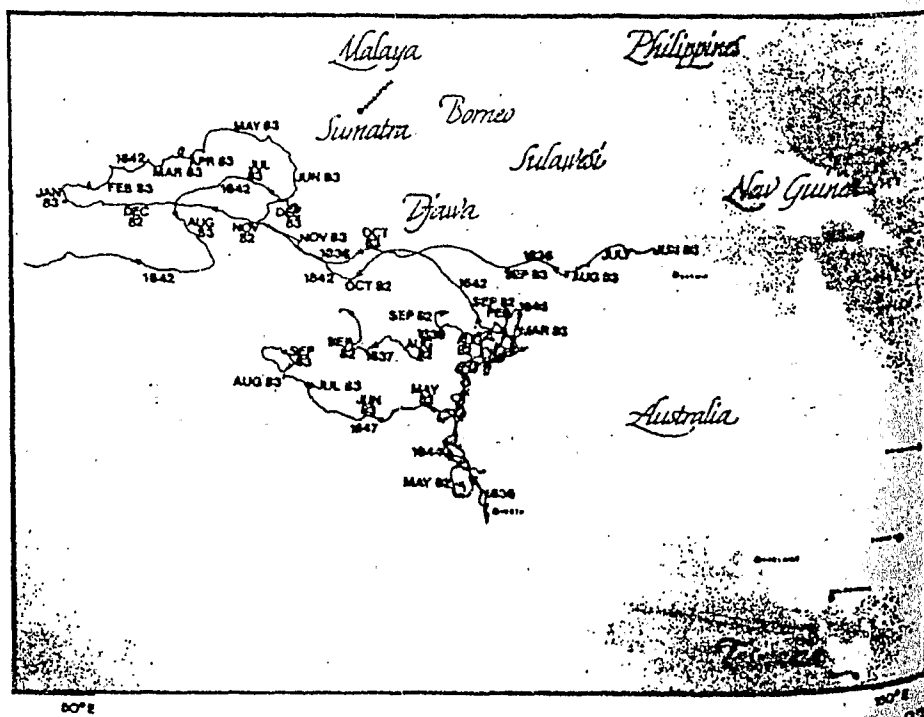 Malaya
Philippines
Borneo
Sumatra
MAY 83
1842
APR 83
MAR 83
JUL 83
1842
Sulawesi
JUN 83
JAN 83
FEB 83
New Guinea
DEC 82
AUG 83
NOV 82
DEC 83
Djawa
NOV 83
OCT 83
1836
1836
JULY
JUN 83
1842
1842
OCT 82
SEP 83
AUG 83
1842
SEP 82
SEP 82
FEB
1845
MAR 83
1838
SEP 82
1837
AUG
SEP 83
AUG 83
JUL 83
JUN 83
MAY 83
1847
Australia
1844
MAY 82
1836